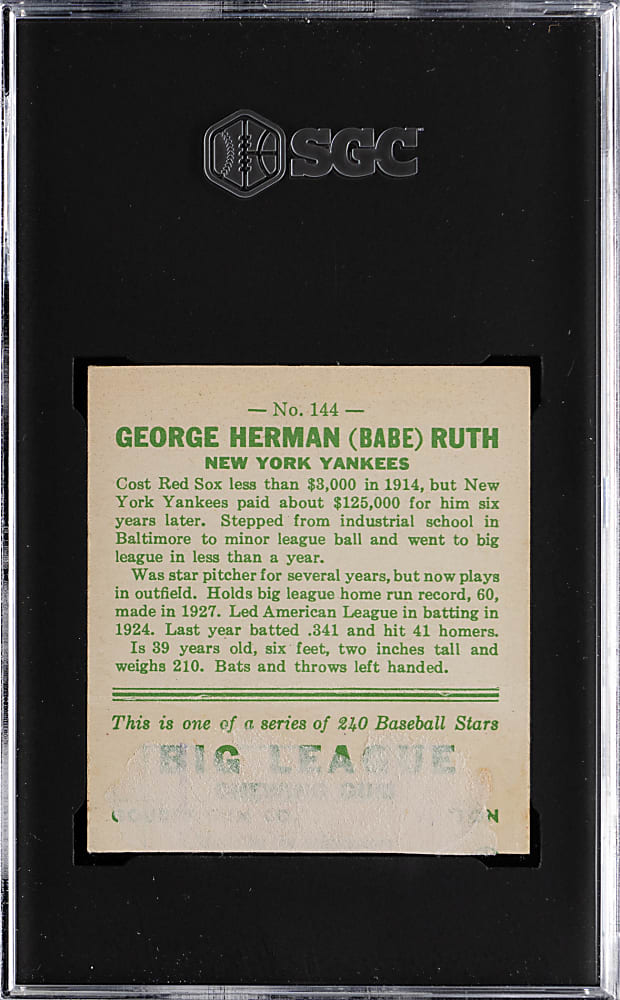 SGC
— No. 144 —
GEORGE HERMAN (BABE) RUTH
NEW YORK YANKEES
Cost Red Sox less than $3,000 in 1914, but New
York Yankees paid about $125,000 for him six
years later. Stepped from industrial school in
Baltimore to minor league ball and went to big
league in less than a year.
Was star pitcher for several years, but now plays
in outfield. Holds big league home run record, 60,
made in 1927. Led American League in batting in
1924. Last year batted .341 and hit 41 homers.
Is 39 years old, six feet, two inches tall and
weighs 210. Bats and throws left handed.
This is one of a series of 240 Baseball Stars
BIG LEAGUE
CHEWING GUM